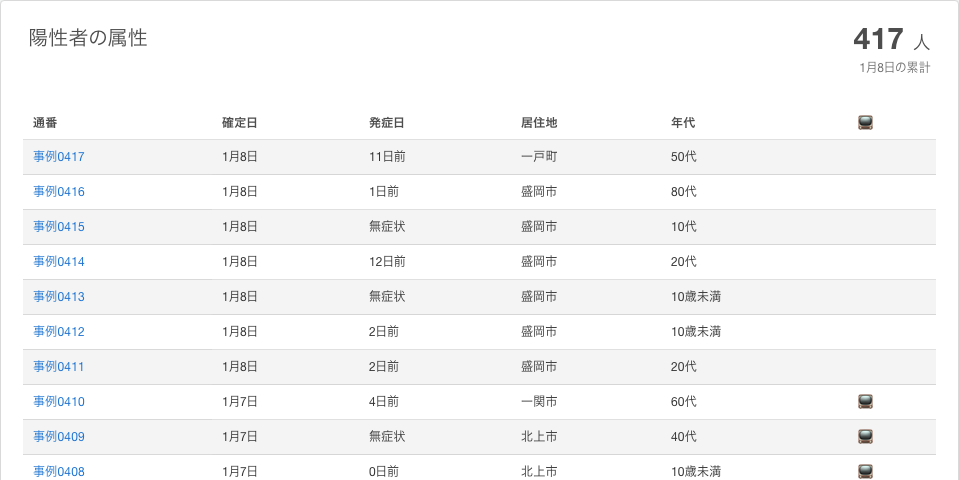 陽性者の属性
417 人
1月8日の累計
通番 確定日 発症日 居住地 年代
事例0417 1月8日 11日前 一戸町 50代
事例0416 1月8日 1日前 盛岡市 80代
事例0415 1月8日 無症状 盛岡市 10代
事例0414 1月8日 12日前 盛岡市 20代
事例0413 1月8日 無症状 盛岡市 10歳未満
事例0412 1月8日 2日前 盛岡市 10歳未満
事例0411 1月8日 2日前 盛岡市 20代
事例0410 1月7日 4日前 一関市 60代
事例0409 1月7日 無症状 北上市 40代
事例0408 1月7日 0日前 北上市 10歳未満